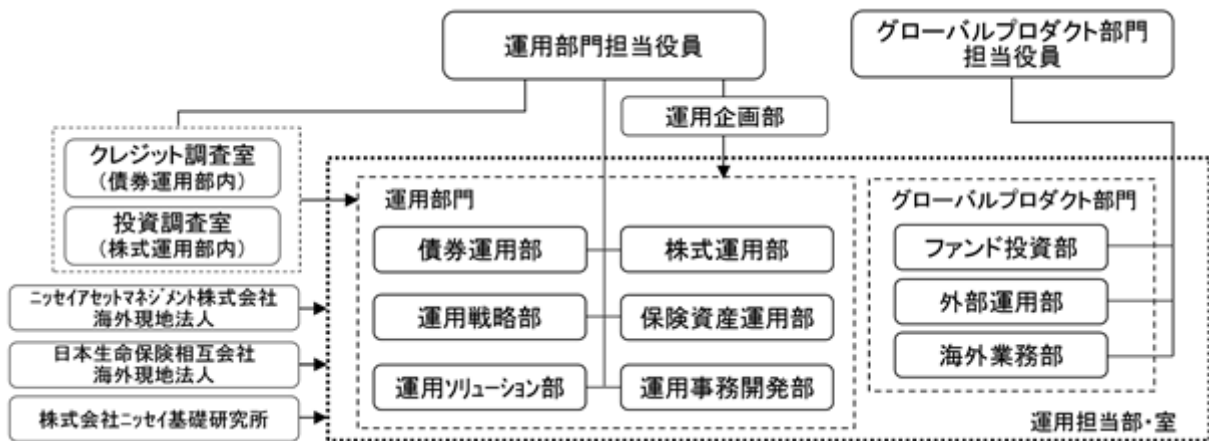 運用部門担当役員
グローバルプロダクト部門
担当役員
運用企画部
クレジット調査室
(債券運用部内)
投資調査室
(株式運用部内)
運用部門
グローバルプロダクト部門
債券運用部
株式運用部
ファンド投資部
ニッセイアセットマネジメント株式会社
海外現地法人
運用戦略部
保険資産運用部
外部運用部
日本生命保険相互会社
海外現地法人
海外業務部
運用ソリューション部
運用事務開発部
株式会社ニッセイ基礎研究所
運用担当部・室